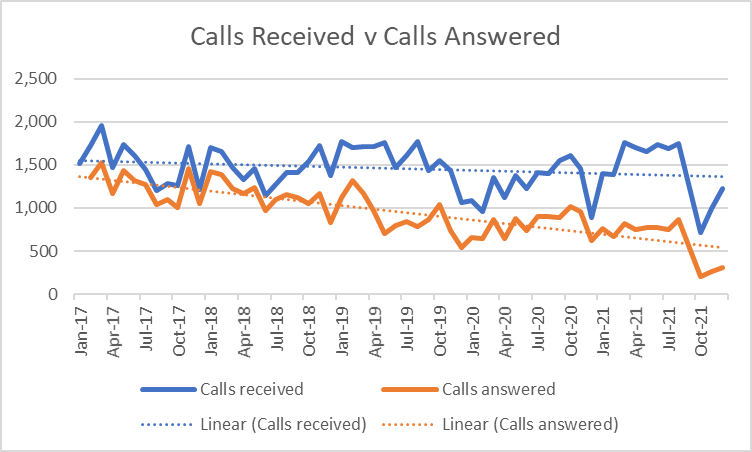 Calls Received v Calls Answered
2,500
2,000
1,500
1,000
500
0
Jan-17
Apr-17
Jul-17
Oct-17
Jan-18
Apr-18
Jul-18
Oct-18
Jan-19
Apr-19
Jul-19
Oct-19
Jan-20
Apr-20
Jul-20
Oct-20
Jan-21
Apr-21
Jul-21
Oct-21
Calls received
Calls answered
Linear (Calls received)
Linear (Calls answered)